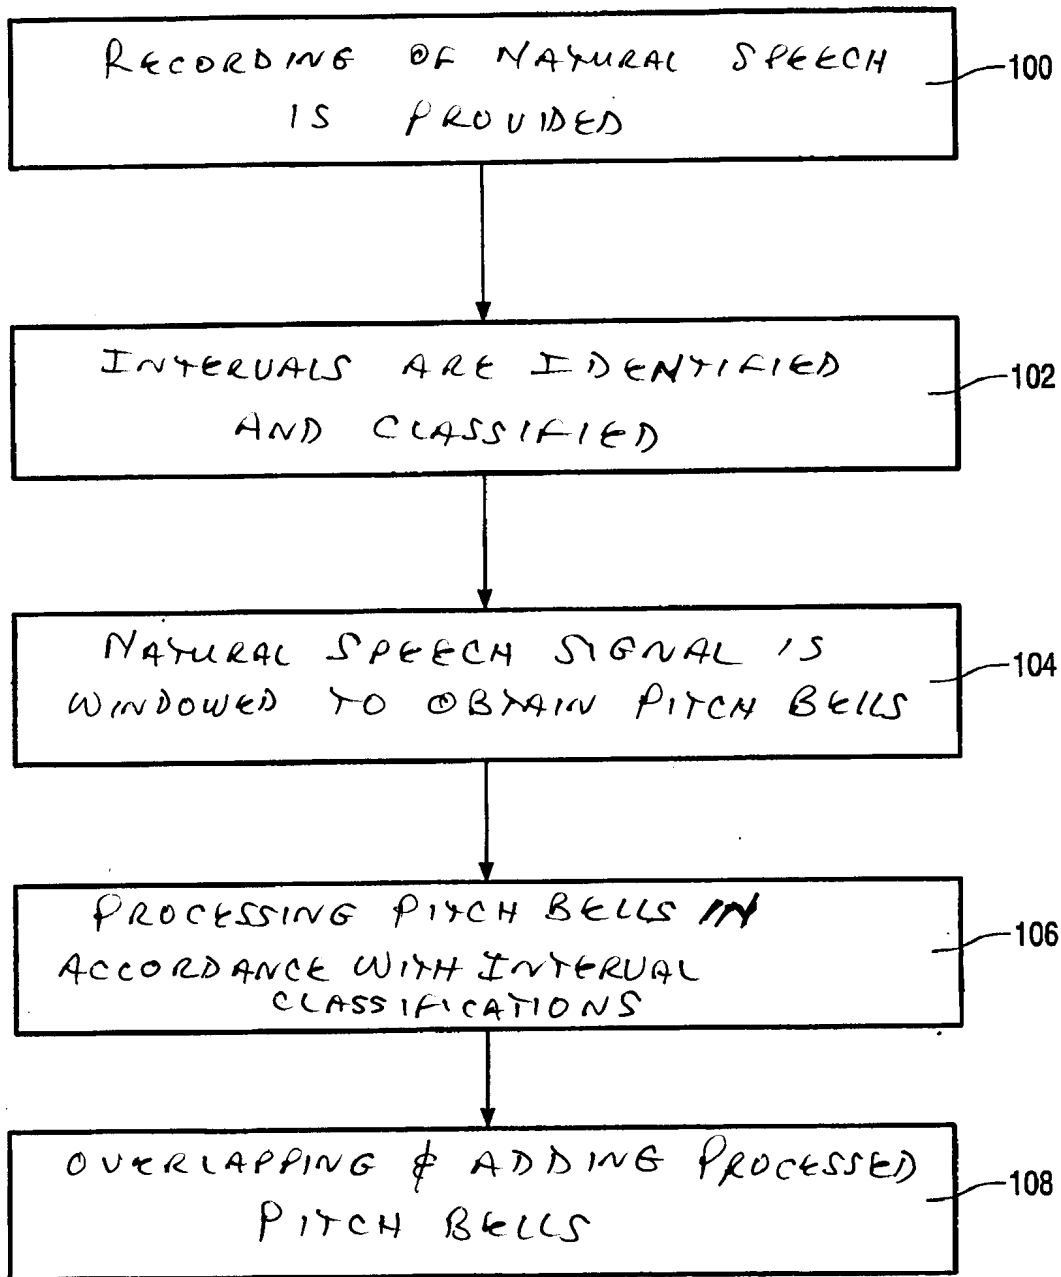 RECORDING OF NATURAL SPEECH
IS PROVIDED
100
INTERVALS ARE IDENTIFIED
AND CLASSIFIED
102
NATURAL SPEECH SIGNAL IS
WINDOWED TO OBTAIN PITCH BELLS
104
PROCESSING PITCH BELLS IN
ACCORDANCE WITH INTERVAL
CLASSIFICATIONS
106
OVERLAPPING & ADDING PROCESSED
PITCH BELLS
108